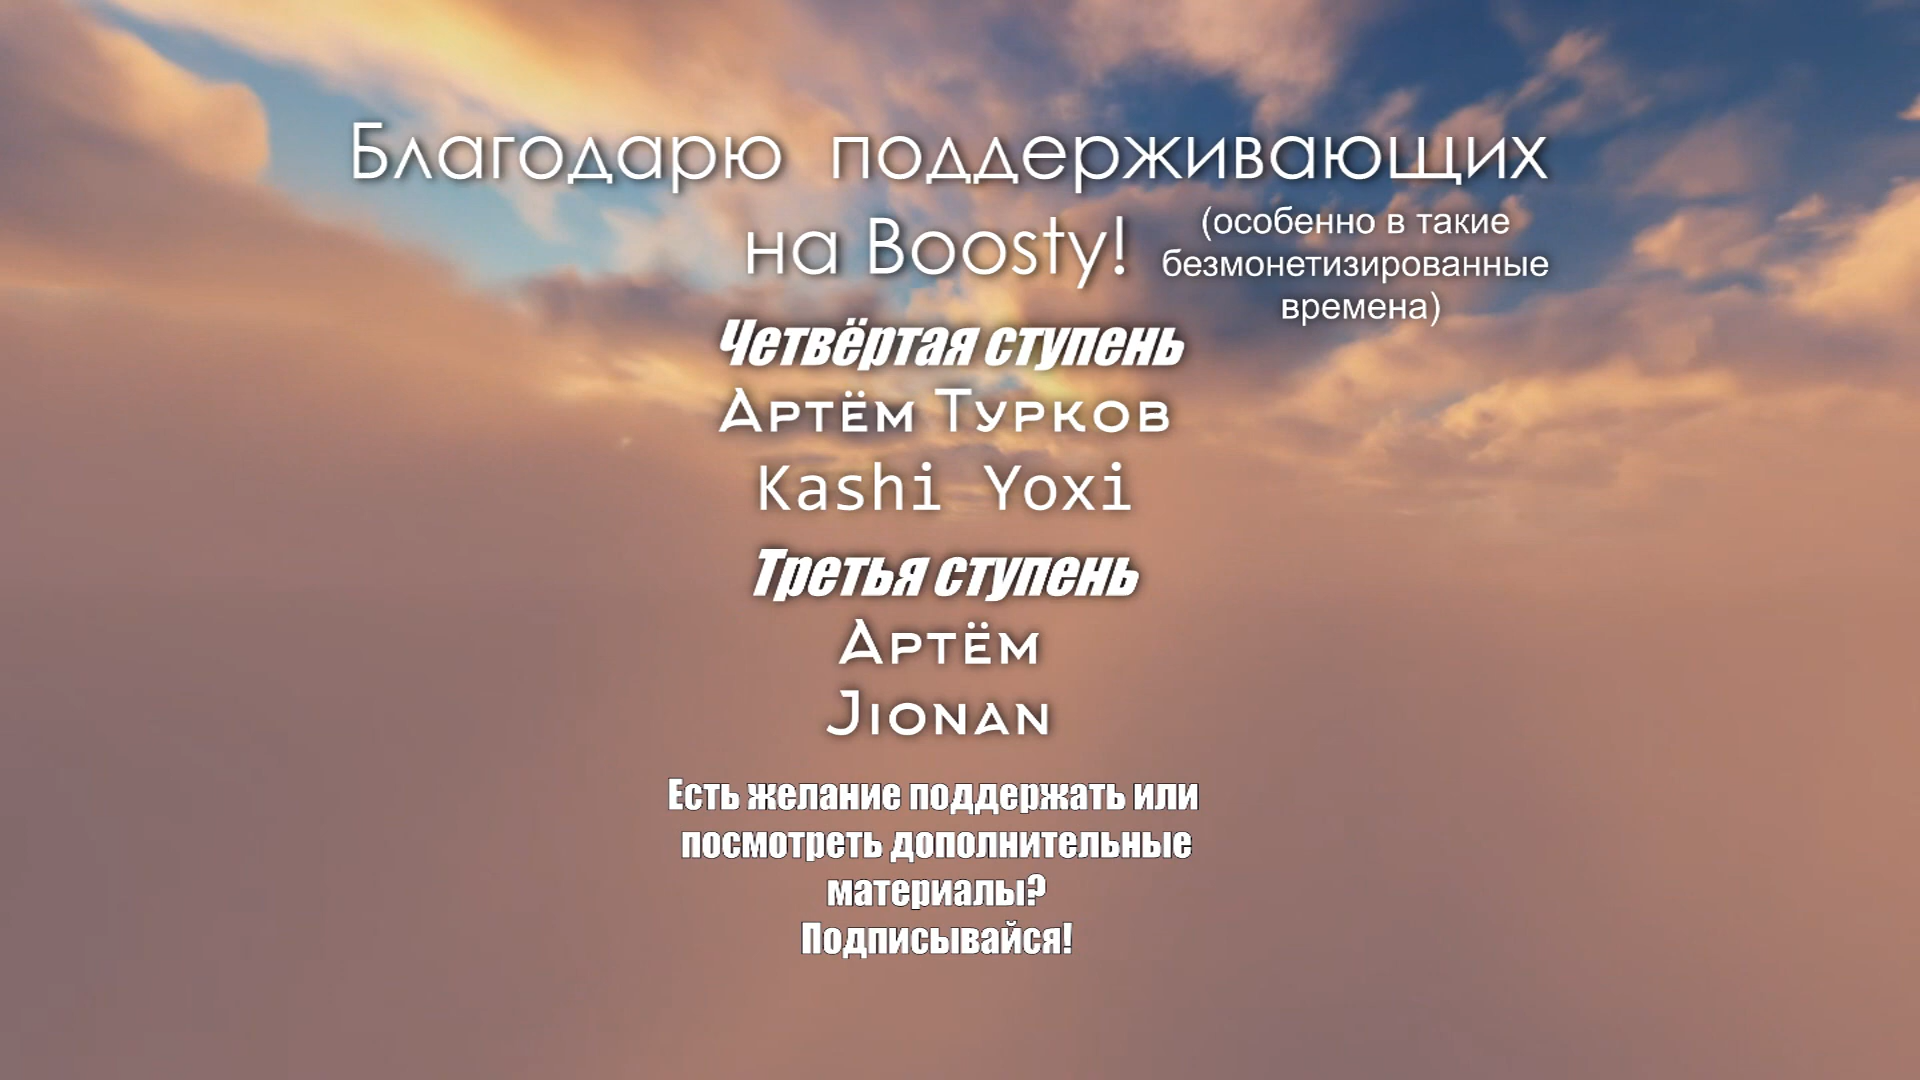 Благодарю поддерживающих
на Boosty!
(особенно в такие
безмонетизированные
времена)
Четвёртая ступень
Артём Турков
Kashi Yoxi
Третья ступень
Артём
Jionan
Есть желание поддержать или
посмотреть дополнительные
материалы?
Подписывайся!